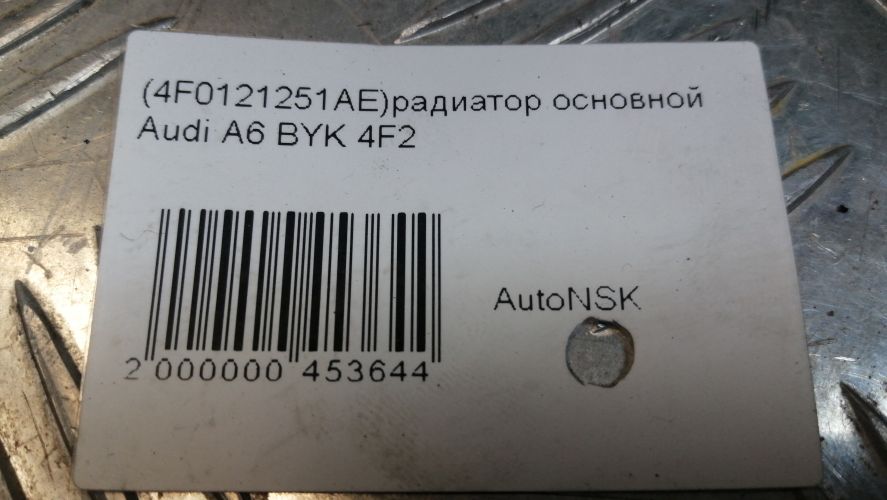 (4F0121251AE)радиатор основной
Audi A6 BYK 4F2
AutoNSK
2 000000 453644